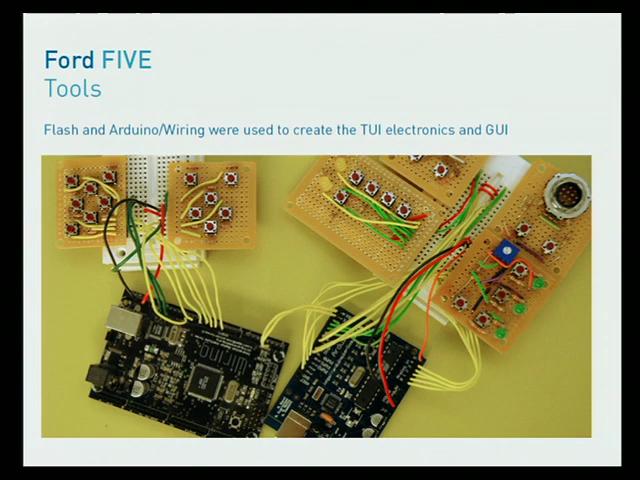 Ford FIVE
Tools
Flash and Arduino/Wiring were used to create the TUI electronics and GUI